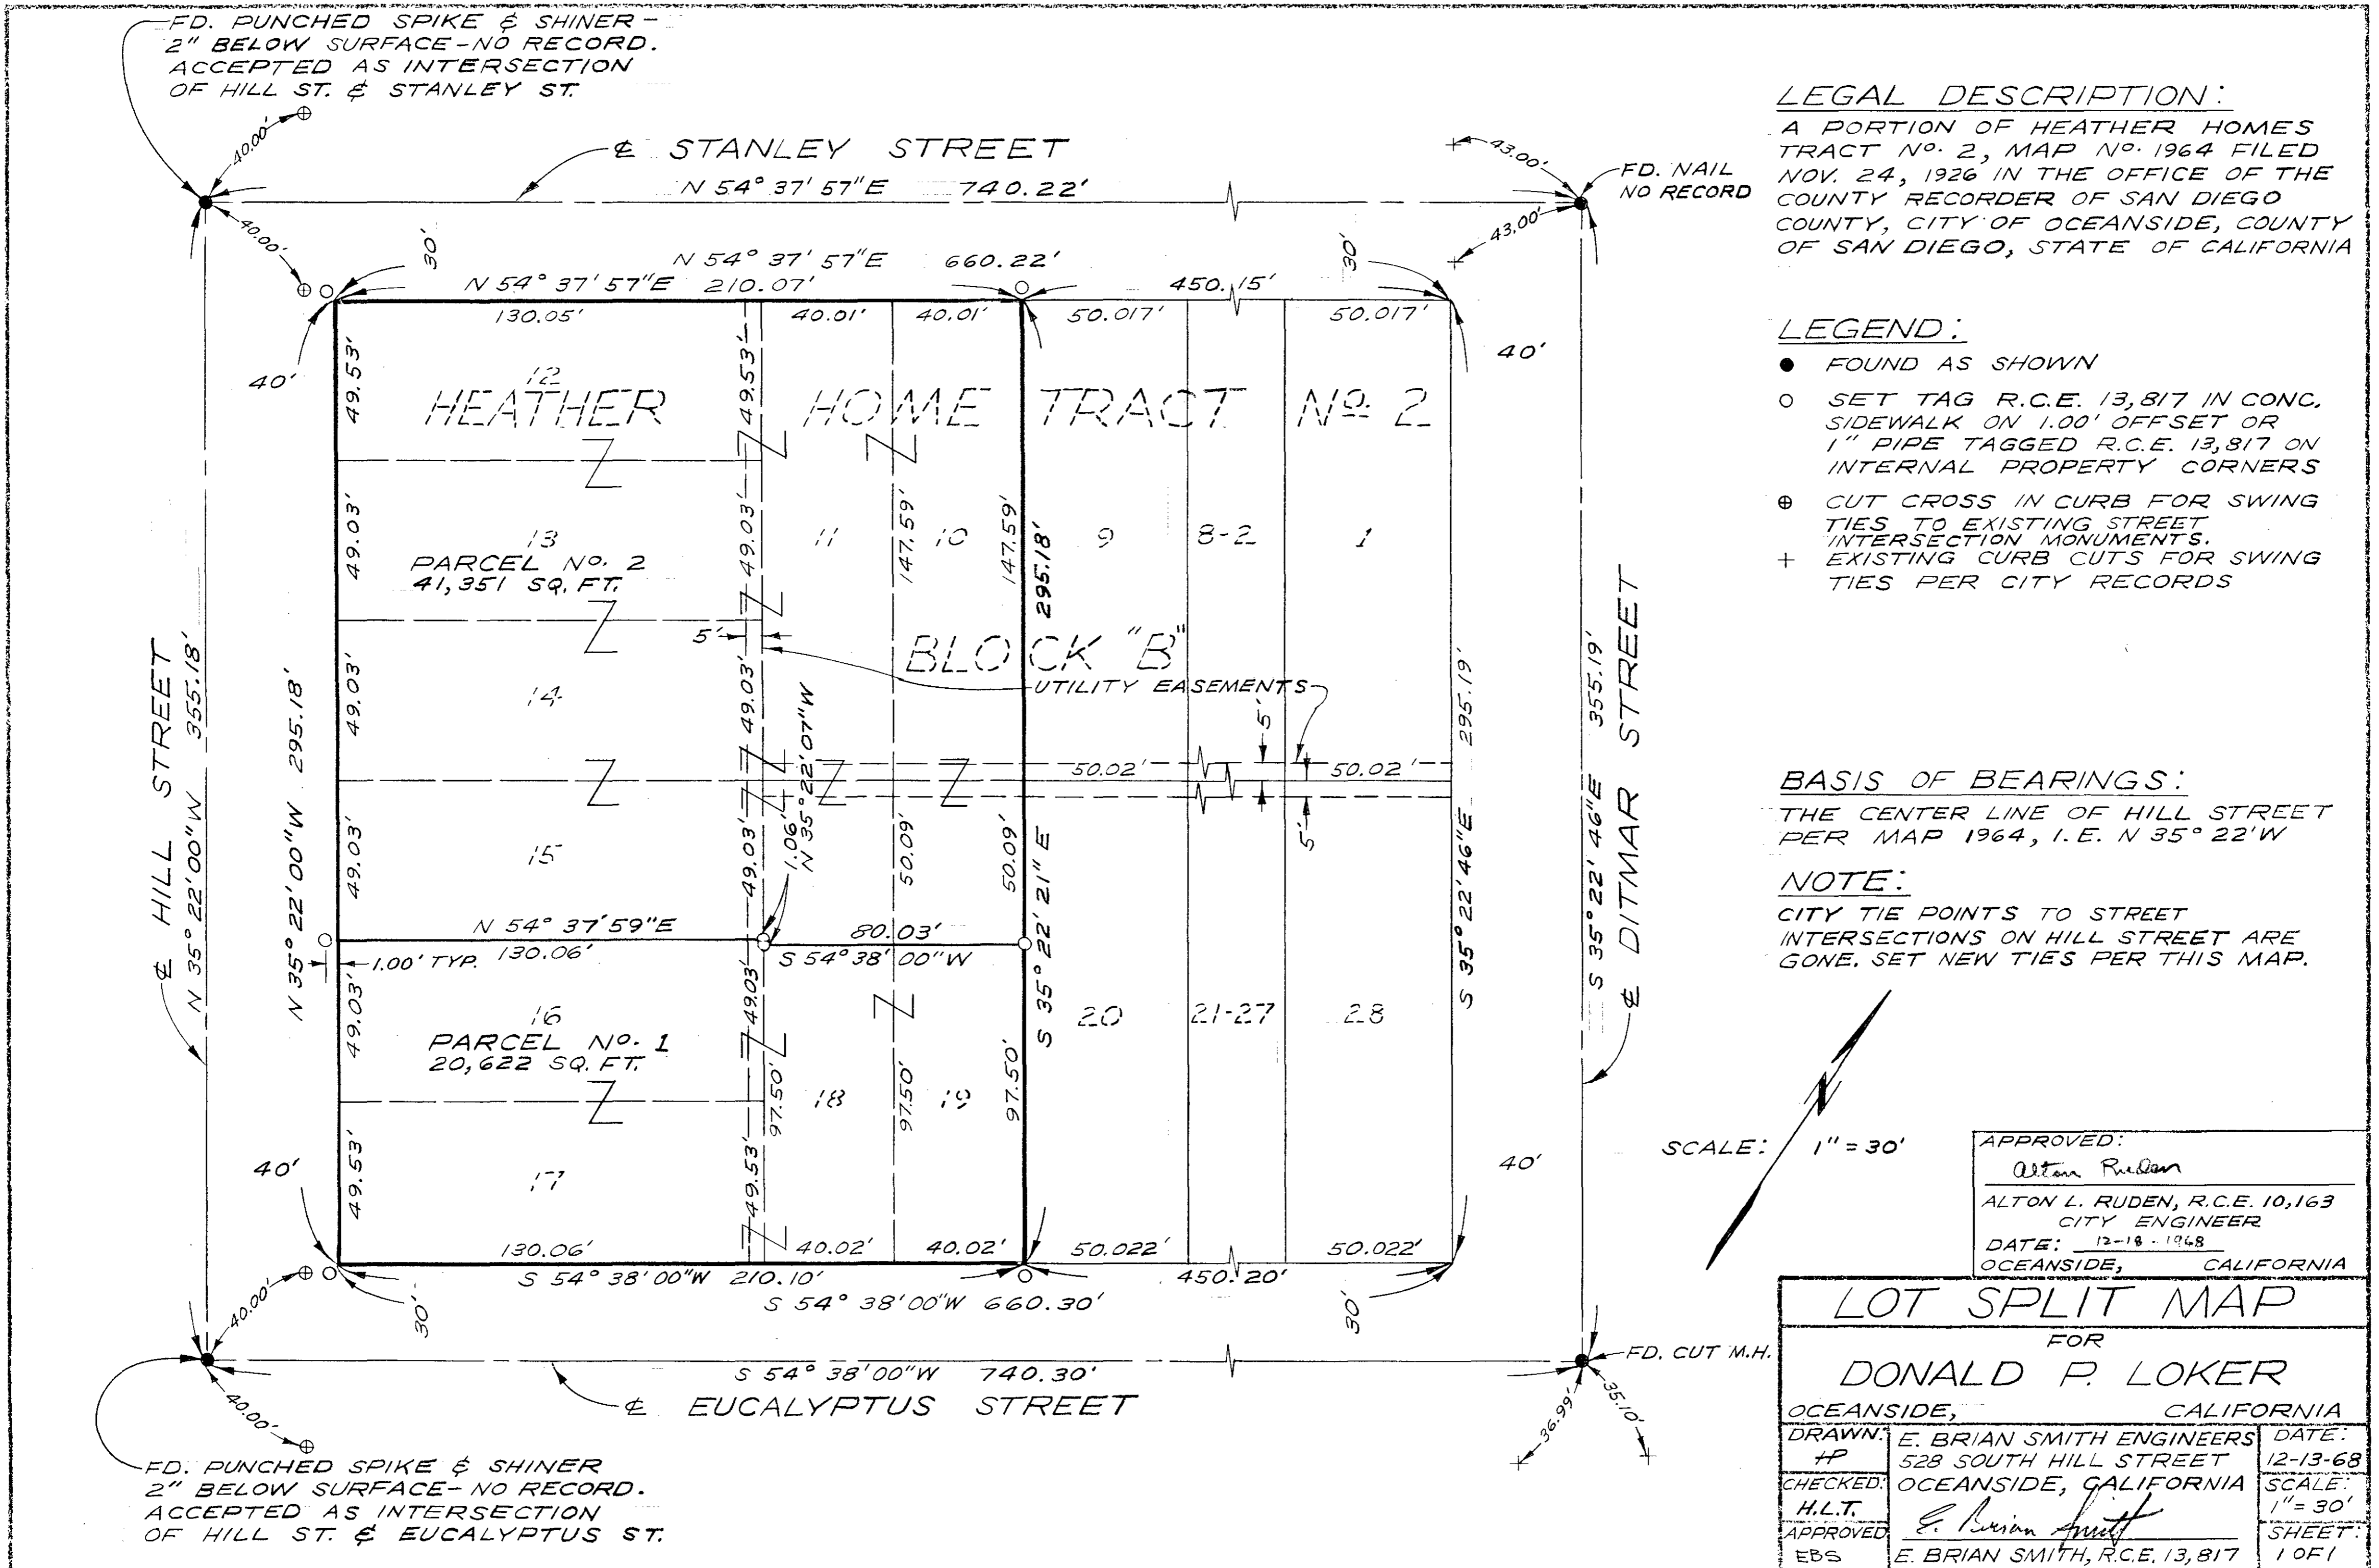 FD. PUNCHED SPIKE & SHINER -
2" BELOW SURFACE - NO RECORD.
ACCEPTED AS INTERSECTION
OF HILL ST. & STANLEY ST.
40.00'
40.00'
℄ STANLEY STREET
N 54° 37' 57"E 740.22'
43.00'
43.00'
FD. NAIL
NO RECORD
30'
N 54° 37' 57"E 660.22'
30'
N 54° 37' 57"E 210.07'
450.15'
130.05'
40.01'
40.01'
50.017'
50.017'
40'
40'
49.53'
49.53'
12
HEATHER HOME TRACT Nº 2
49.03'
49.03'
13
11
147.59'
10
147.59'
295.18'
9
8-2
1
PARCEL Nº. 2
41,351 SQ. FT.
5'
BLOCK "B"
UTILITY EASEMENTS
℄ HILL STREET
N 35° 22' 00"W 355.18'
N 35° 22' 00"W 295.18'
49.03'
14
49.03'
1.06'
N 35° 22' 07"W
5'
5'
50.02'
50.02'
S 35° 22' 46"E 295.19'
S 35° 22' 46"E 355.19'
℄ DITMAR STREET
49.03'
15
49.03'
50.09'
50.09'
S 35° 22' 21" E
N 54° 37' 59"E
130.06'
80.03'
S 54° 38' 00"W
1.00' TYP.
49.03'
16
49.03'
PARCEL Nº. 1
20,622 SQ. FT.
20
21-27
28
97.50'
18
97.50'
19
97.50'
49.53'
17
49.53'
40'
40'
130.06'
40.02'
40.02'
50.022'
50.022'
S 54° 38' 00"W 210.10'
450.20'
S 54° 38' 00"W 660.30'
30'
30'
40.00'
40.00'
S 54° 38' 00"W 740.30'
℄ EUCALYPTUS STREET
FD. CUT M.H.
36.99'
35.10'
FD. PUNCHED SPIKE & SHINER
2" BELOW SURFACE - NO RECORD.
ACCEPTED AS INTERSECTION
OF HILL ST. & EUCALYPTUS ST.
LEGAL DESCRIPTION:
A PORTION OF HEATHER HOMES
TRACT Nº. 2, MAP Nº. 1964 FILED
NOV. 24, 1926 IN THE OFFICE OF THE
COUNTY RECORDER OF SAN DIEGO
COUNTY, CITY OF OCEANSIDE, COUNTY
OF SAN DIEGO, STATE OF CALIFORNIA
LEGEND:
● FOUND AS SHOWN
○ SET TAG R.C.E. 13,817 IN CONC.
SIDEWALK ON 1.00' OFFSET OR
1" PIPE TAGGED R.C.E. 13,817 ON
INTERNAL PROPERTY CORNERS
⊕ CUT CROSS IN CURB FOR SWING
TIES TO EXISTING STREET
INTERSECTION MONUMENTS.
+ EXISTING CURB CUTS FOR SWING
TIES PER CITY RECORDS
BASIS OF BEARINGS:
THE CENTER LINE OF HILL STREET
PER MAP 1964, I.E. N 35° 22'W
NOTE:
CITY TIE POINTS TO STREET
INTERSECTIONS ON HILL STREET ARE
GONE. SET NEW TIES PER THIS MAP.
N
SCALE: 1" = 30'
APPROVED:
Alton Ruden
ALTON L. RUDEN, R.C.E. 10,163
CITY ENGINEER
DATE: 12-18-1968
OCEANSIDE, CALIFORNIA
LOT SPLIT MAP
FOR
DONALD P. LOKER
OCEANSIDE, CALIFORNIA
DRAWN:
HP
E. BRIAN SMITH ENGINEERS
528 SOUTH HILL STREET
OCEANSIDE, CALIFORNIA
DATE:
12-13-68
CHECKED:
H.L.T.
SCALE:
1" = 30'
APPROVED
EBS
E. Brian Smith
E. BRIAN SMITH, R.C.E. 13,817
SHEET:
1 OF 1